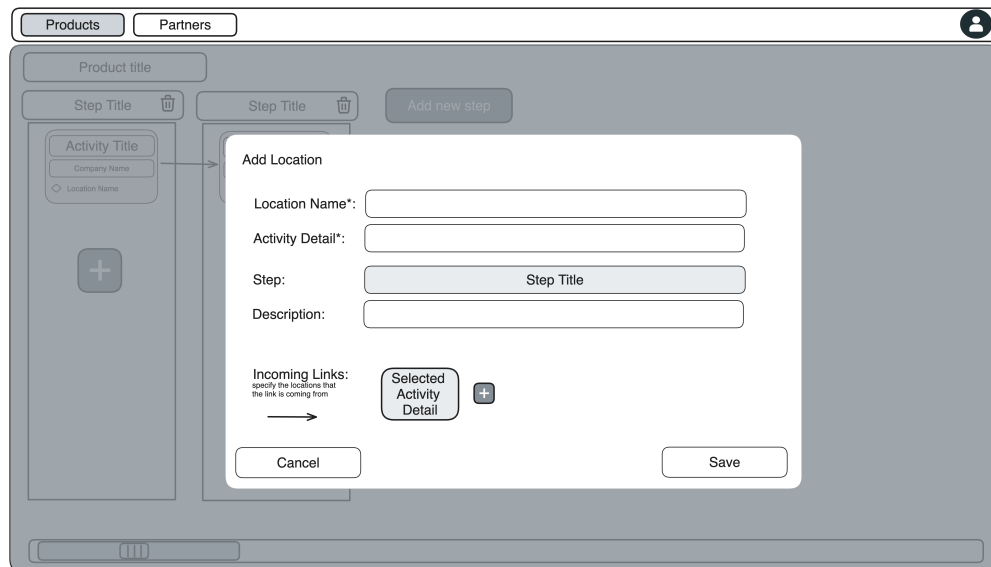 Products
Partners
Product title
Step Title
Step Title
Add new step
Activity Title
Company Name
Location Name
Add Location
Location Name*:
Activity Detail*:
Step:
Step Title
Description:
Incoming Links:
specify the locations that
the link is coming from
Selected
Activity
Detail
Cancel
Save